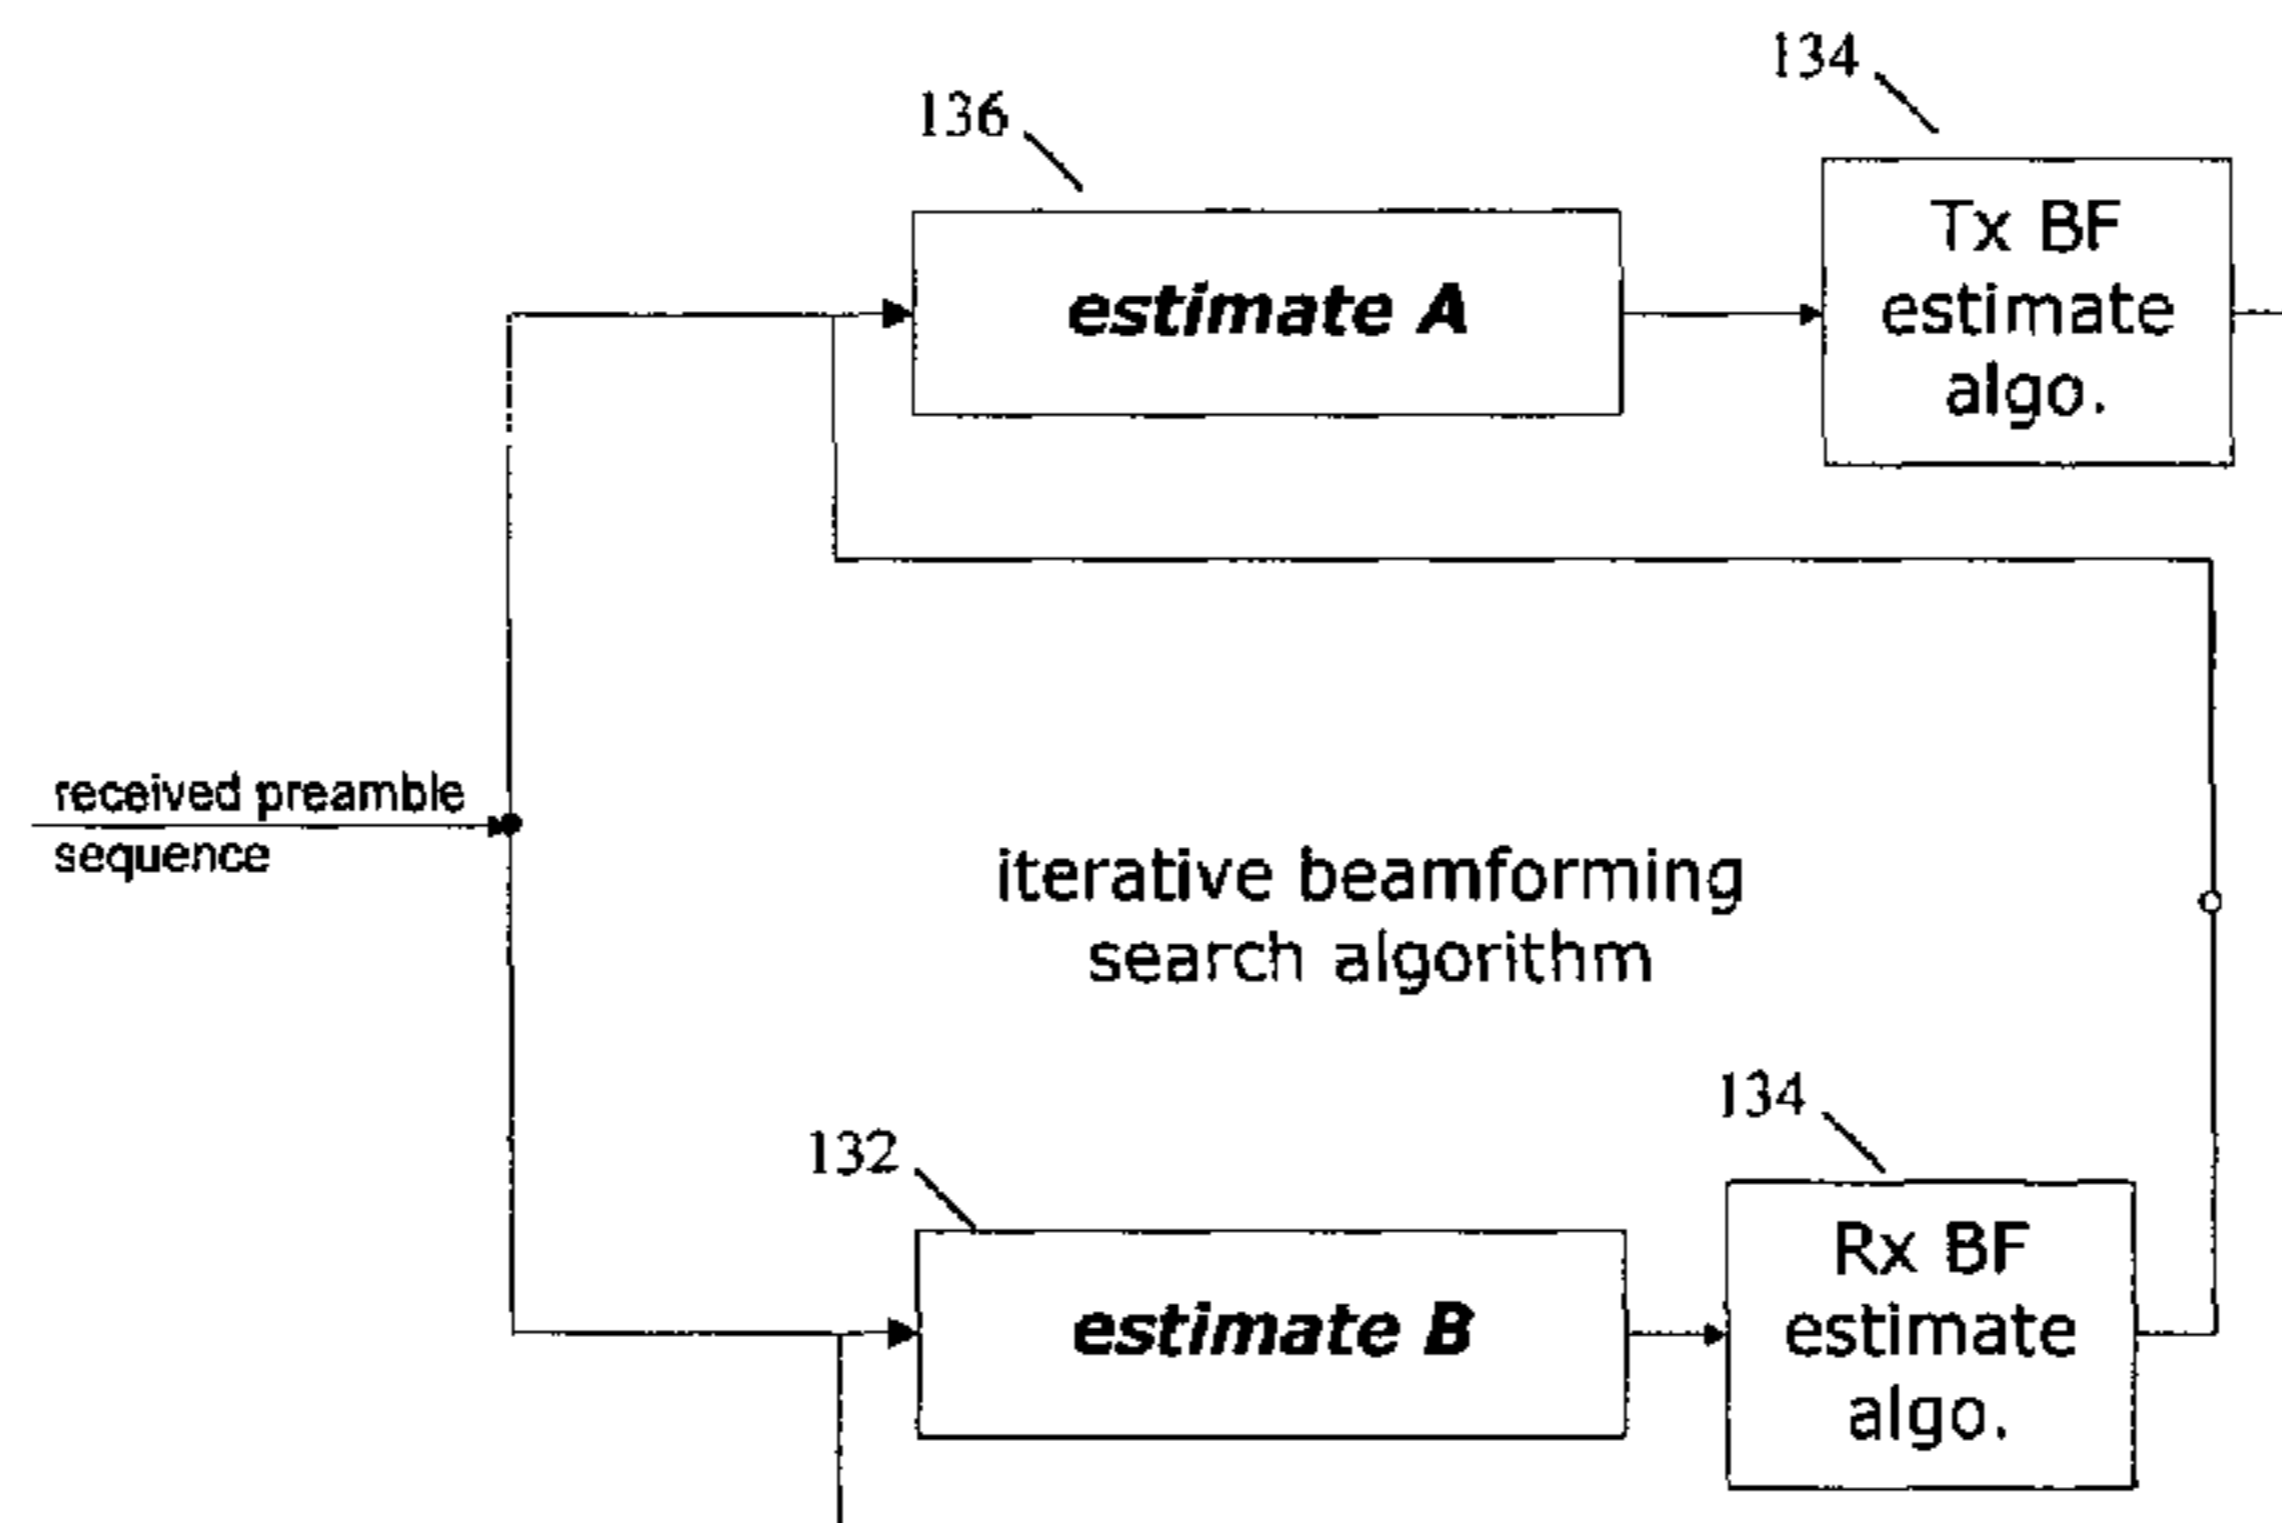 134
136
Tx BF
estimate
algo.
estimate A
received preamble
sequence
iterative beamforming
search algorithm
134
132
Rx BF
estimate
algo.
estimate B